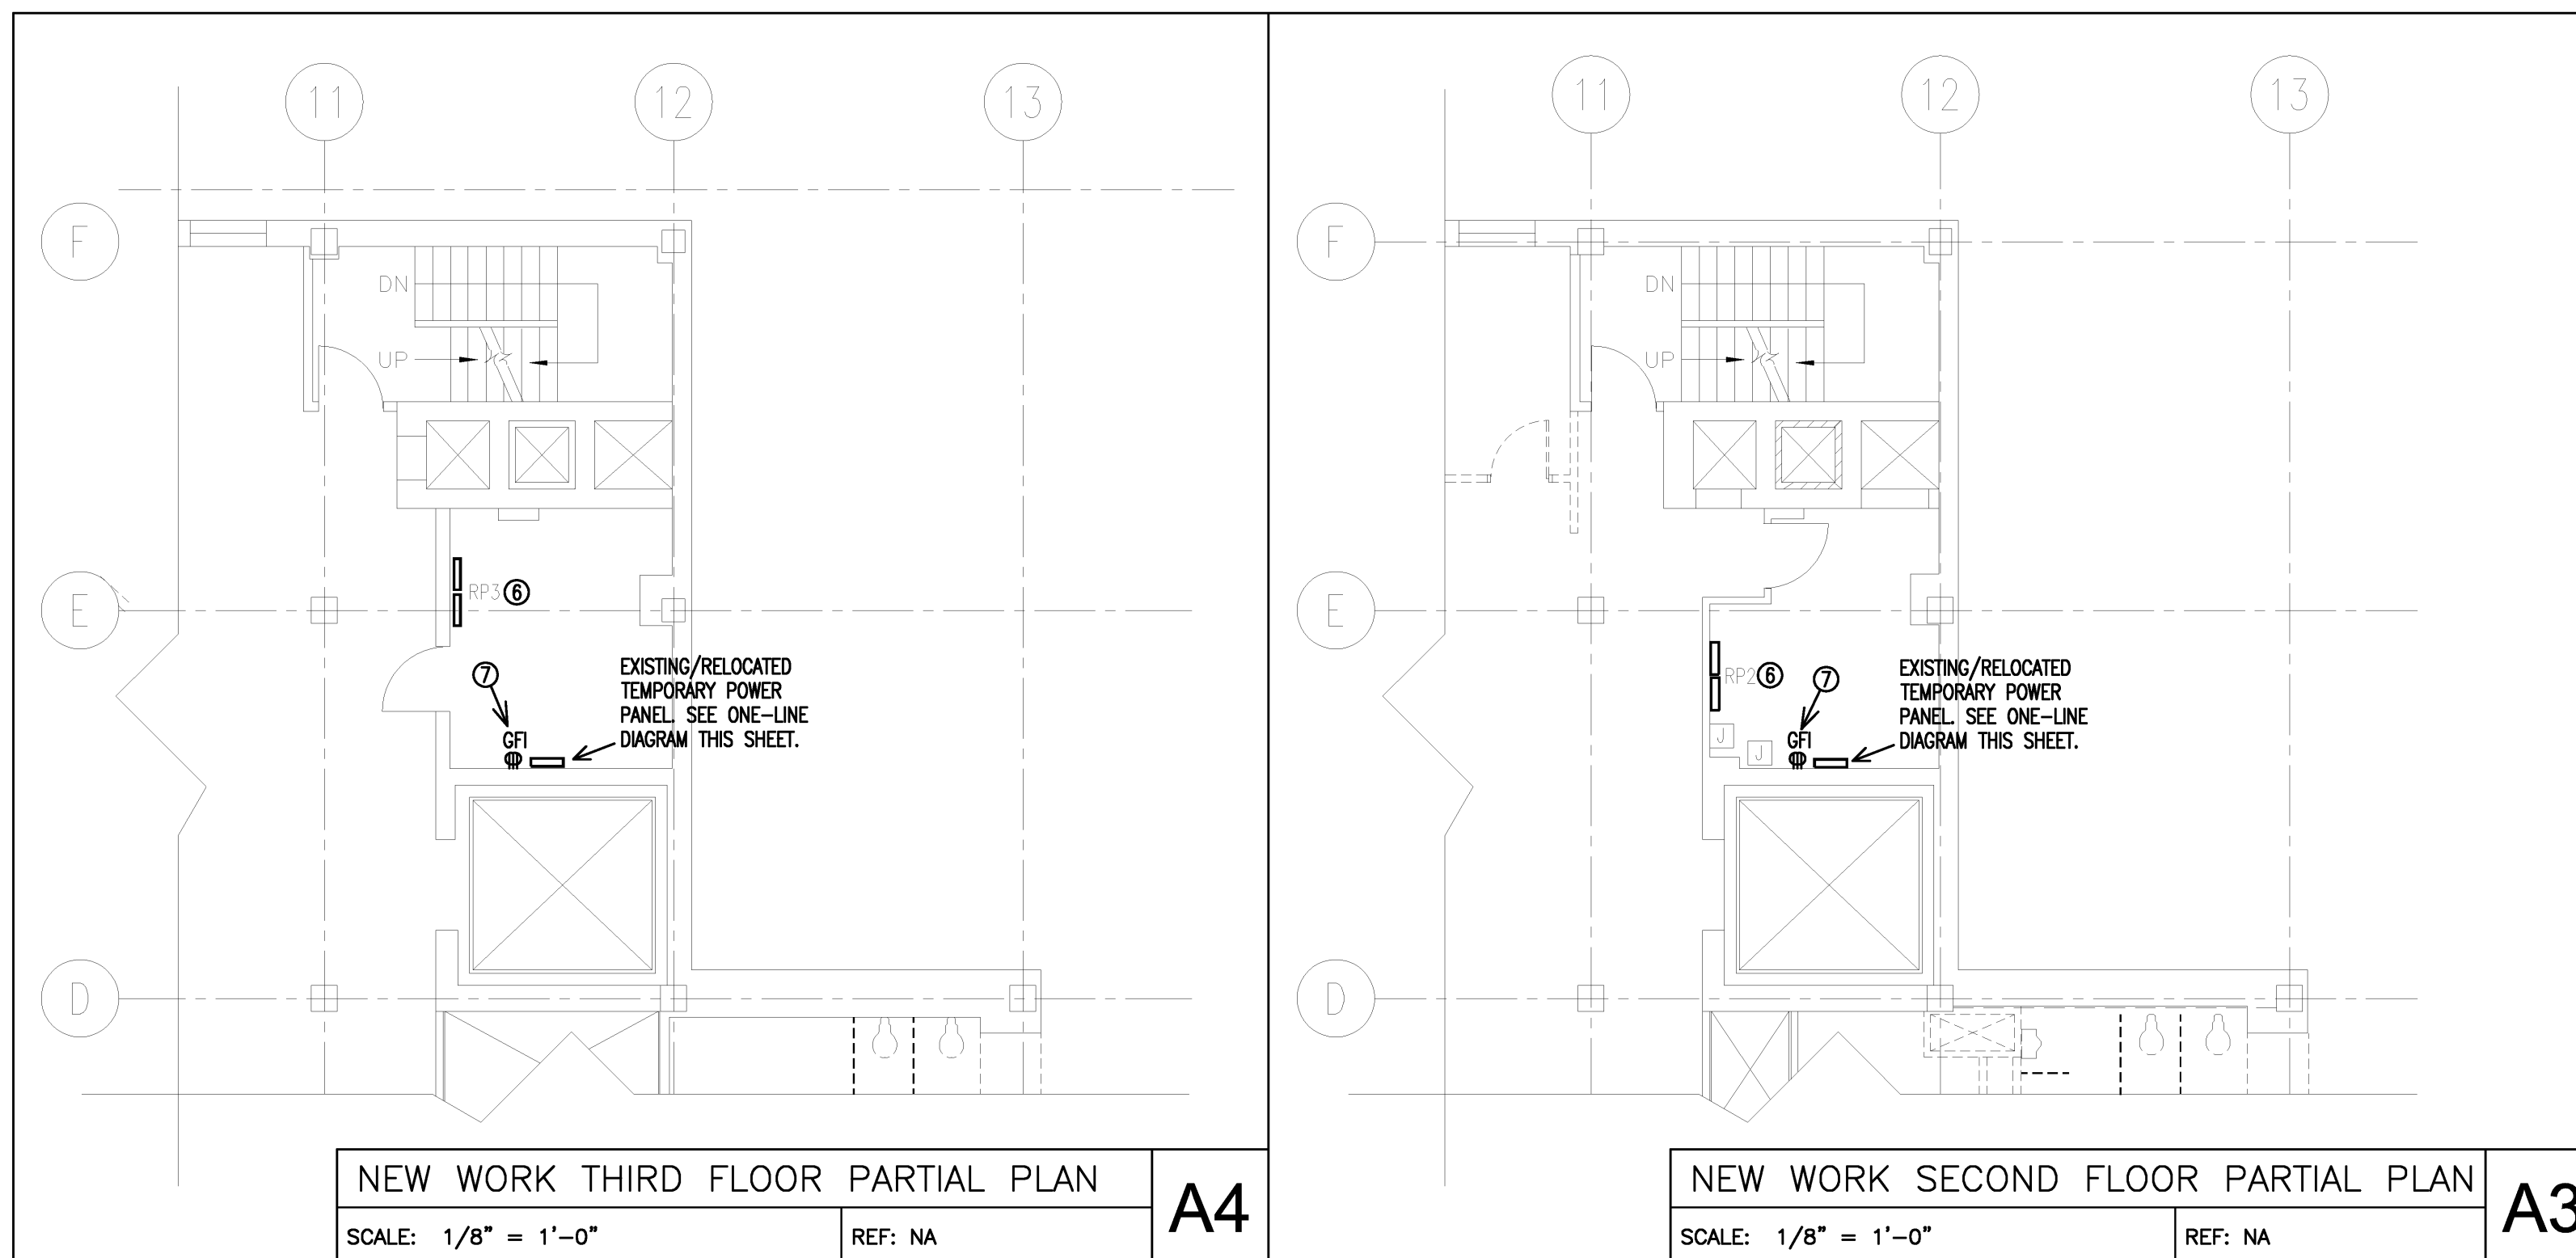 11
12
13
F
DN
UP
E
RP3 6
7
EXISTING/RELOCATED
TEMPORARY POWER
PANEL. SEE ONE-LINE
DIAGRAM THIS SHEET.
GFI
D
NEW WORK THIRD FLOOR PARTIAL PLAN
A4
SCALE: 1/8" = 1'-0"
REF: NA
11
12
13
F
DN
UP
E
RP2 6
7
EXISTING/RELOCATED
TEMPORARY POWER
PANEL. SEE ONE-LINE
DIAGRAM THIS SHEET.
J
J
GFI
D
NEW WORK SECOND FLOOR PARTIAL PLAN
A3
SCALE: 1/8" = 1'-0"
REF: NA